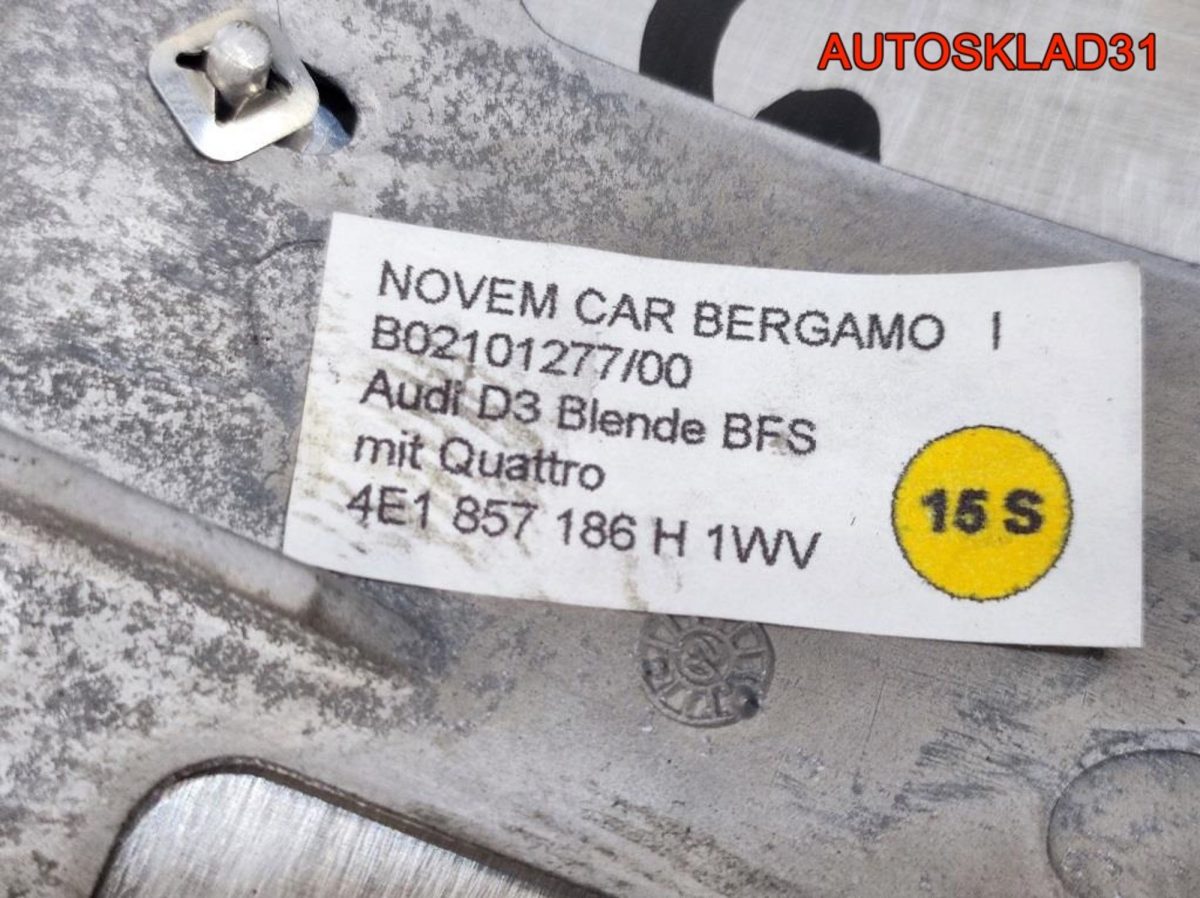 AUTOSKLAD31
NOVEM CAR BERGAMO I
B02101277/00
Audi D3 Blende BFS
mit Quattro
4E1 857 186 H 1WV
15 S